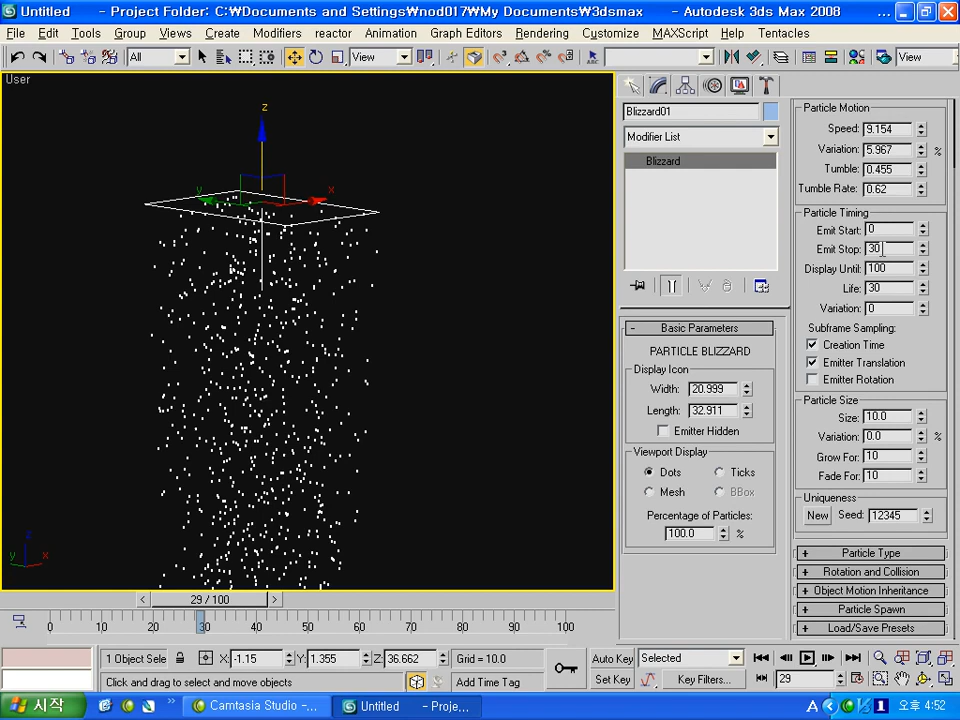 Untitled - Project Folder: C:₩Documents and Settings₩nod017₩My Documents₩3dsmax - Autodesk 3ds Max 2008 ...
File Edit Tools Group Views Create Modifiers reactor Animation Graph Editors Rendering Customize MAXScript Help Tentacles
All View View
User
z
y x
Blizzard01
Modifier List
Blizzard
- Basic Parameters
PARTICLE BLIZZARD
Display Icon
Width: 20.999
Length: 32.911
Emitter Hidden
Viewport Display
Dots Ticks
Mesh BBox
Percentage of Particles:
100.0 %
Particle Motion
Speed: 9.154
Variation: 5.967 %
Tumble: 0.455
Tumble Rate: 0.62
Particle Timing
Emit Start: 0
Emit Stop: 30
Display Until: 100
Life: 30
Variation: 0
Subframe Sampling:
Creation Time
Emitter Translation
Emitter Rotation
Particle Size
Size: 10.0
Variation: 0.0 %
Grow For: 10
Fade For: 10
Uniqueness
New Seed: 12345
+ Particle Type
+ Rotation and Collision
+ Object Motion Inheritance
+ Particle Spawn
+ Load/Save Presets
z
y x
< 29 / 100 >
0 10 20 30 40 50 60 70 80 90 100
1 Object Sele X: -1.15 Y: 1.355 Z: 36.662 Grid = 10.0 Auto Key Selected
Click and drag to select and move objects Add Time Tag Set Key Key Filters... 29
시작 Camtasia Studio -... Untitled - Proje... A 오후 4:52